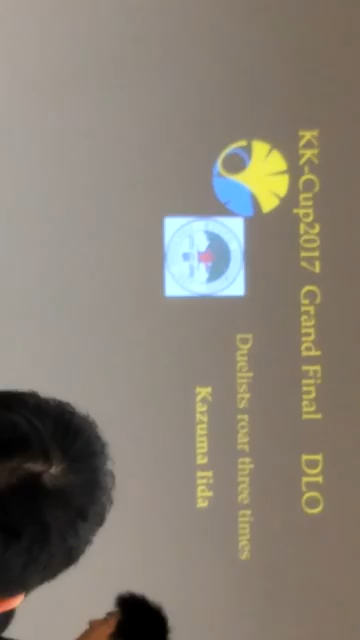 KK-Cup2017 Grand Final DLO
Duelists roar three times
Kazuma Iida